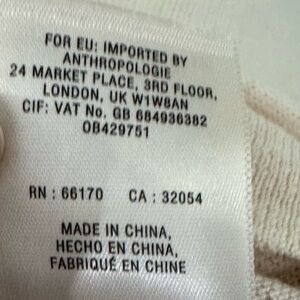 FOR EU: IMPORTED BY
ANTHROPOLOGIE
24 MARKET PLACE, 3RD FLOOR,
LONDON, UK W1W8AN
CIF: VAT No. GB 684936382
0B429751
RN : 66170 CA : 32054
MADE IN CHINA,
HECHO EN CHINA,
FABRIQUÉ EN CHINE